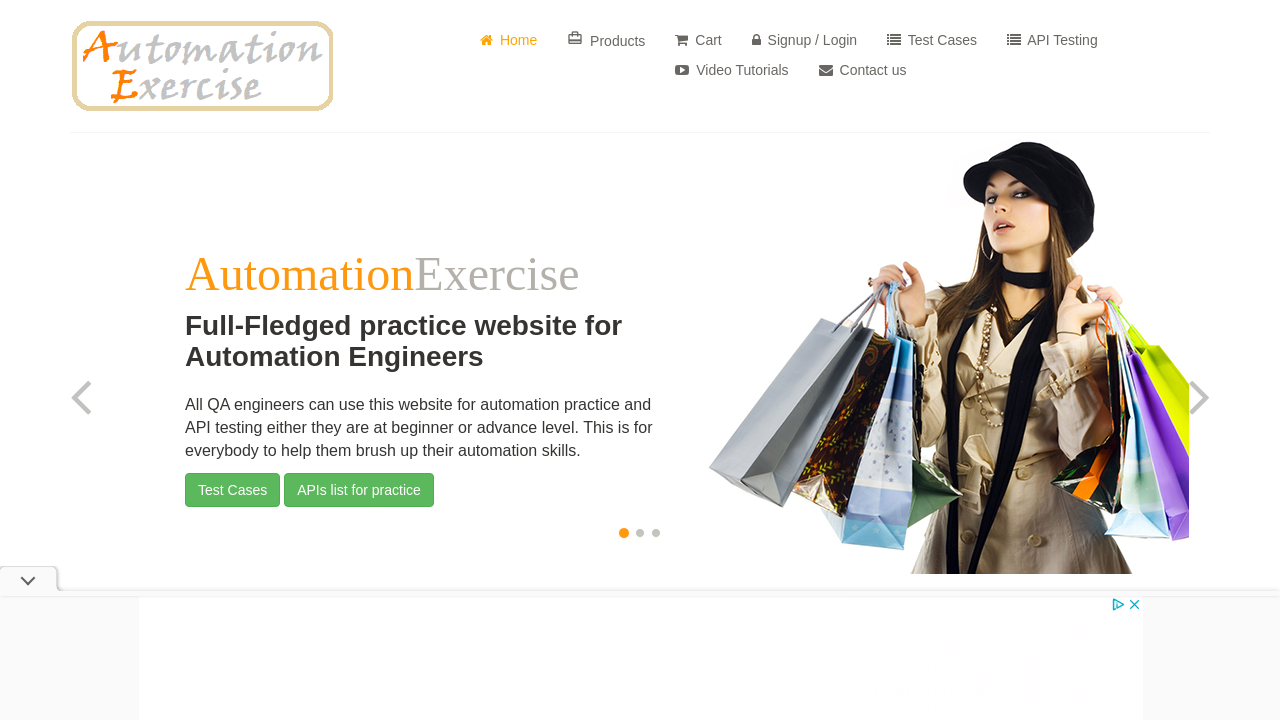 Automation
Exercise
Home
Products
Cart
Signup / Login
Test Cases
API Testing
Video Tutorials
Contact us
AutomationExercise
Full-Fledged practice website for
Automation Engineers
All QA engineers can use this website for automation practice and
API testing either they are at beginner or advance level. This is for
everybody to help them brush up their automation skills.
Test Cases
APIs list for practice